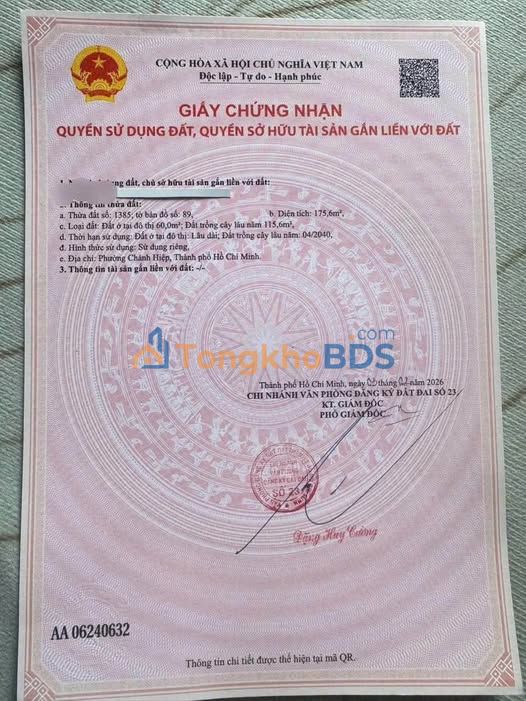 CỘNG HÒA XÃ HỘI CHỦ NGHĨA VIỆT NAM
Độc lập - Tự do - Hạnh phúc
GIẤY CHỨNG NHẬN
QUYỀN SỬ DỤNG ĐẤT, QUYỀN SỞ HỮU TÀI SẢN GẮN LIỀN VỚI ĐẤT
đất, chủ sở hữu tài sản gắn liền với đất:
Thông tin thửa đất:
a. Thửa đất số: 1385, tờ bản đồ số: 89, b. Diện tích: 175,6m²,
c. Loại đất: Đất ở tại đô thị 60,0m²; Đất trồng cây lâu năm 115,6m²,
d. Thời hạn sử dụng: Đất ở tại đô thị: Lâu dài; Đất trồng cây lâu năm: 04/2040,
đ. Hình thức sử dụng: Sử dụng riêng,
e. Địa chỉ: Phường Chánh Hiệp, Thành phố Hồ Chí Minh.
3. Thông tin tài sản gắn liền với đất: -/-
TongkhoBDS.com
Thành phố Hồ Chí Minh, ngày tháng năm 2026
CHI NHÁNH VĂN PHÒNG ĐĂNG KÝ ĐẤT ĐAI SỐ 23
KT. GIÁM ĐỐC
PHÓ GIÁM ĐỐC
Đặng Huy Cường
AA 06240632
Thông tin chi tiết được thể hiện tại mã QR.